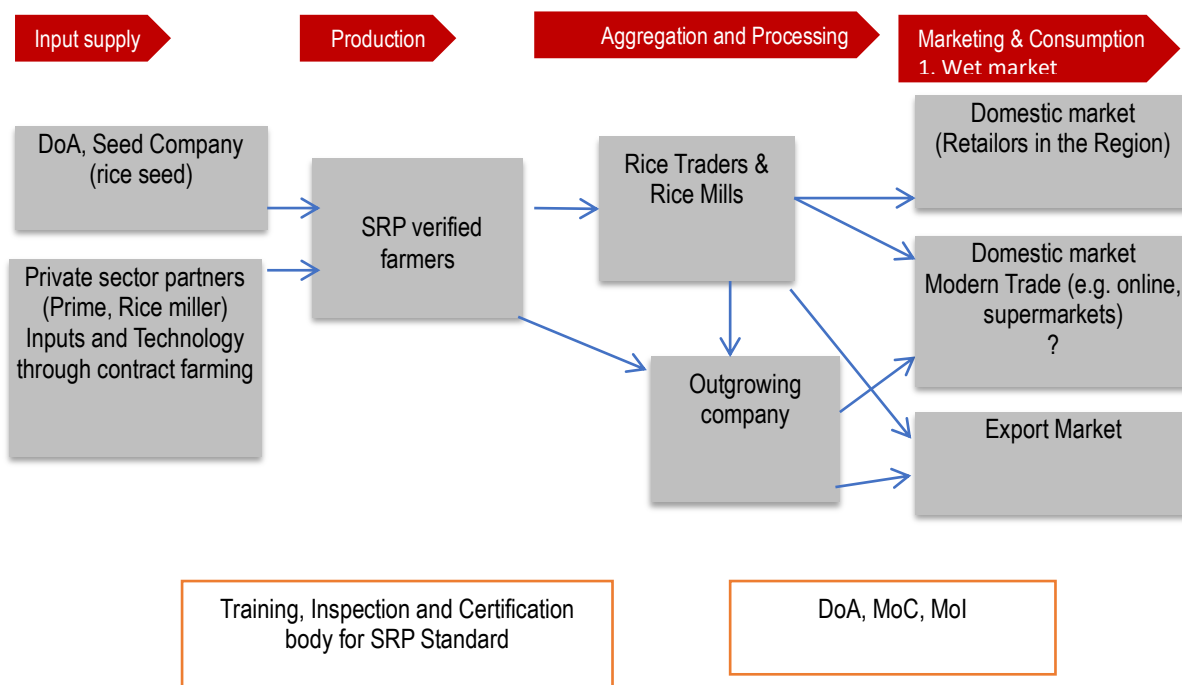 Input supply
Production
Aggregation and Processing
Marketing & Consumption
1. Wet market
DoA, Seed Company
(rice seed)
Private sector partners
(Prime, Rice miller)
Inputs and Technology
through contract farming
SRP verified
farmers
Rice Traders &
Rice Mills
Outgrowing
company
Domestic market
(Retailors in the Region)
Domestic market
Modern Trade (e.g. online,
supermarkets)
?
Export Market
Training, Inspection and Certification
body for SRP Standard
DoA, MoC, MoI